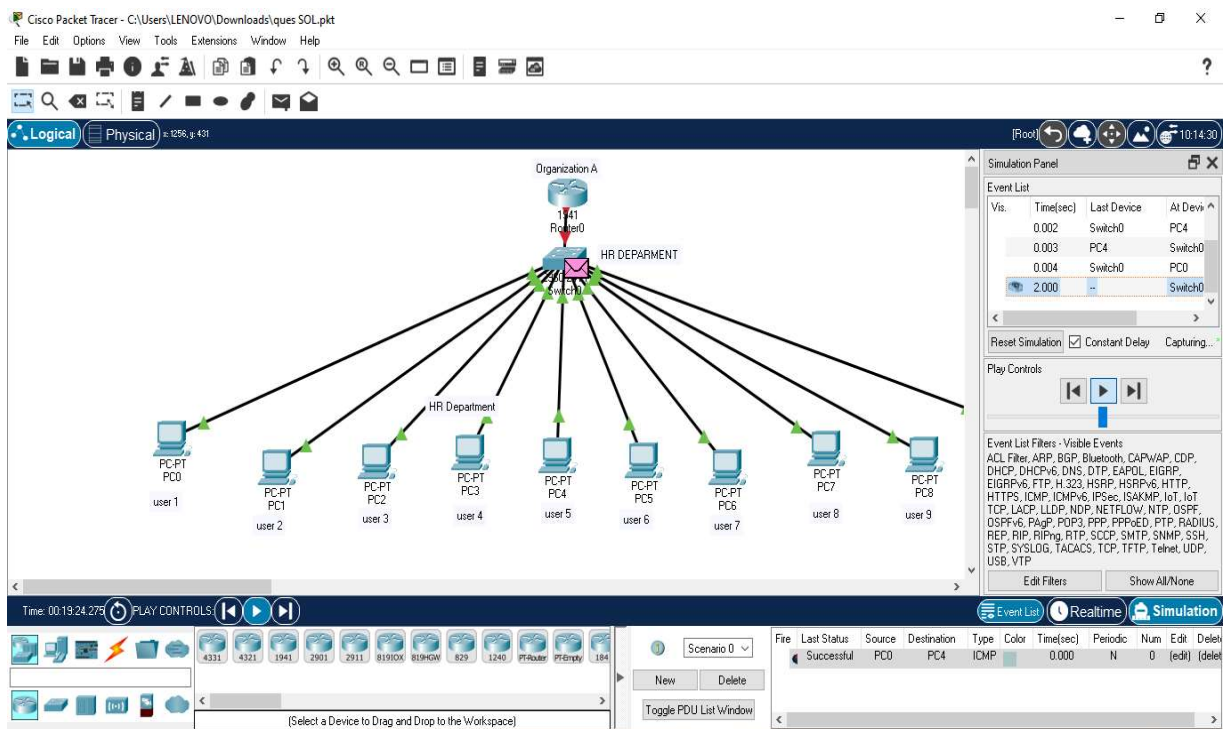 Cisco Packet Tracer - C:\Users\LENOVO\Downloads\ques SOL.pkt
File Edit Options View Tools Extensions Window Help
?
Logical Physical x: 1256, y: 431 [Root] 10:14:30
Organization A
1941
Router0
HR DEPARMENT
Switch0
HR Department
PC-PT
PC0
user 1
PC-PT
PC1
user 2
PC-PT
PC2
user 3
PC-PT
PC3
user 4
PC-PT
PC4
user 5
PC-PT
PC5
user 6
PC-PT
PC6
user 7
PC-PT
PC7
user 8
PC-PT
PC8
user 9
Simulation Panel
Event List
Vis. Time(sec) Last Device At Devi
0.002 Switch0 PC4
0.003 PC4 Switch0
0.004 Switch0 PC0
2.000 -- Switch0
Reset Simulation Constant Delay Capturing...
Play Controls
Event List Filters - Visible Events
ACL Filter, ARP, BGP, Bluetooth, CAPWAP, CDP,
DHCP, DHCPv6, DNS, DTP, EAPOL, EIGRP,
EIGRPv6, FTP, H.323, HSRP, HSRPv6, HTTP,
HTTPS, ICMP, ICMPv6, IPSec, ISAKMP, IoT, IoT
TCP, LACP, LLDP, NDP, NETFLOW, NTP, OSPF,
OSPFv6, PAgP, POP3, PPP, PPPoED, PTP, RADIUS,
REP, RIP, RIPng, RTP, SCCP, SMTP, SNMP, SSH,
STP, SYSLOG, TACACS, TCP, TFTP, Telnet, UDP,
USB, VTP
Edit Filters Show All/None
Time: 00:19:24.275 PLAY CONTROLS: Event List Realtime Simulation
4331 4321 1941 2901 2911 819IOX 819HGW 829 1240 PT-Router PT-Empty 184
(Select a Device to Drag and Drop to the Workspace)
Scenario 0
New Delete
Toggle PDU List Window
Fire Last Status Source Destination Type Color Time(sec) Periodic Num Edit Delet
Successful PC0 PC4 ICMP 0.000 N 0 (edit) (delet